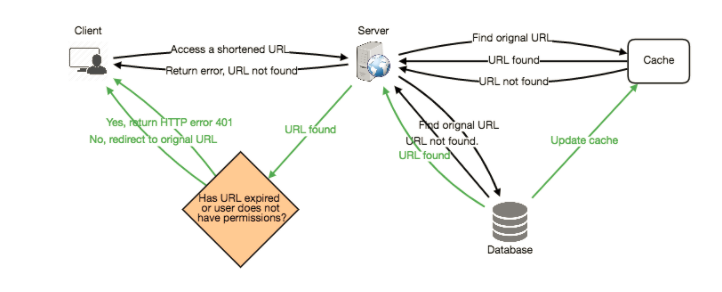 Client
Server
Access a shortened URL
Return error, URL not found
Find orignal URL
URL found
URL not found
Cache
Yes, return HTTP error 401
No, redirect to orignal URL
URL found
Find orignal URL
URL not found.
URL found
Update cache
Has URL expired
or user does not
have permissions?
Database